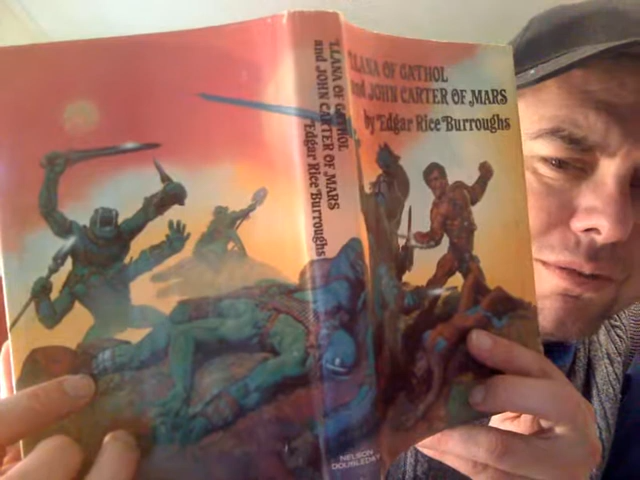 LLANA OF GATHOL
and JOHN CARTER OF MARS
by Edgar Rice Burroughs
LLANA OF GATHOL
and JOHN CARTER OF MARS
Edgar Rice Burroughs
NELSON
DOUBLEDAY